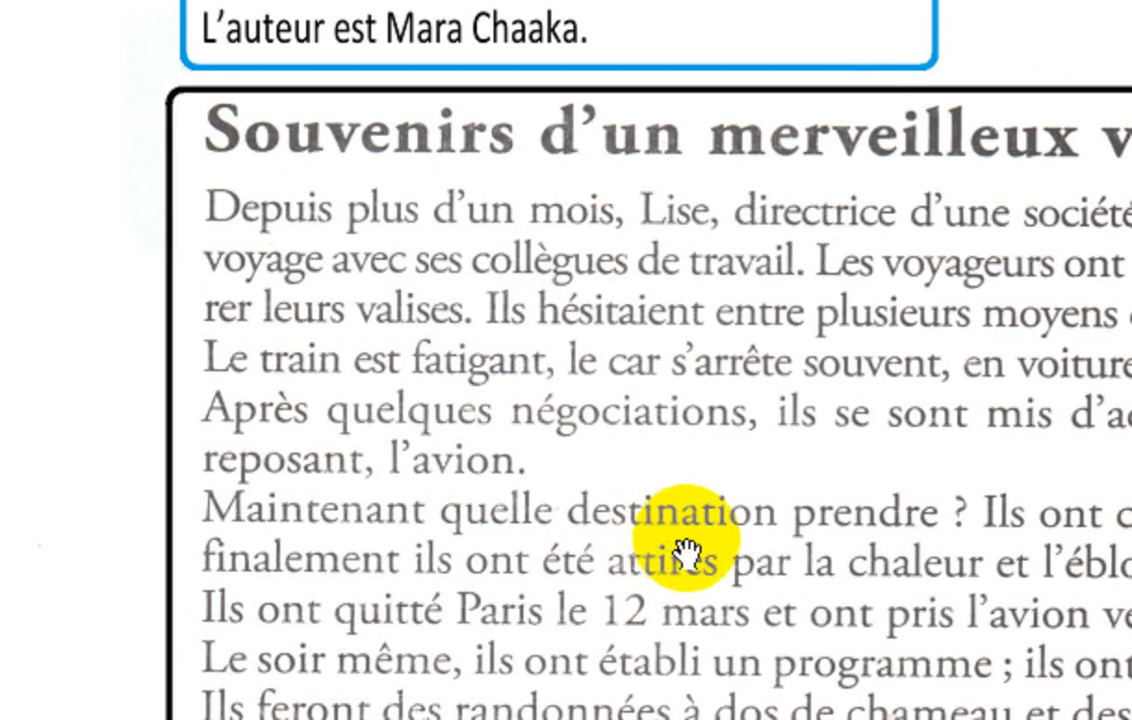 L'auteur est Mara Chaaka.
Souvenirs d'un merveilleux v
Depuis plus d'un mois, Lise, directrice d'une société
voyage avec ses collègues de travail. Les voyageurs ont
rer leurs valises. Ils hésitaient entre plusieurs moyens
Le train est fatigant, le car s'arrête souvent, en voiture
Après quelques négociations, ils se sont mis d'ac
reposant, l'avion.
Maintenant quelle destination prendre ? Ils ont c
finalement ils ont été attirés par la chaleur et l'éblo
Ils ont quitté Paris le 12 mars et ont pris l'avion ve
Le soir même, ils ont établi un programme ; ils ont
Ils feront des randonnées à dos de chameau et des